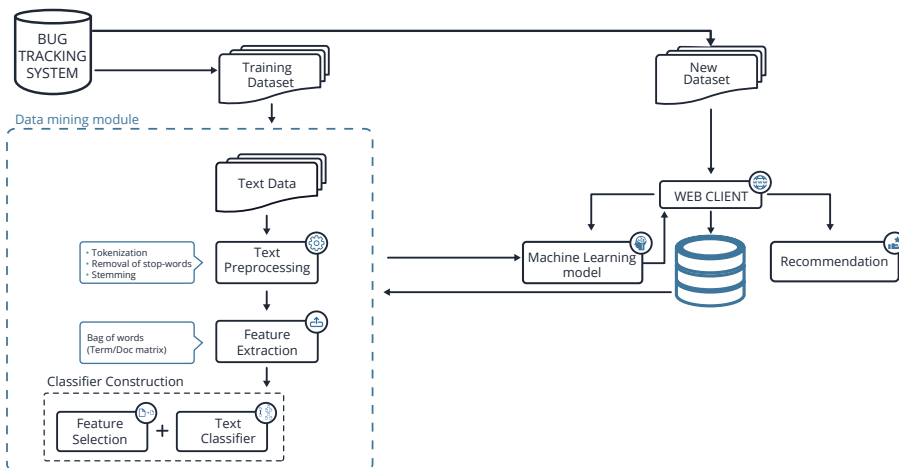 BUG
TRACKING
SYSTEM
Training
Dataset
New
Dataset
Data mining module
Text Data
WEB CLIENT
• Tokenization
• Removal of stop-words
• Stemming
Text
Preprocessing
Machine Learning
model
Recommendation
Bag of words
(Term/Doc matrix)
Feature
Extraction
Classifier Construction
Feature
Selection
+
Text
Classifier